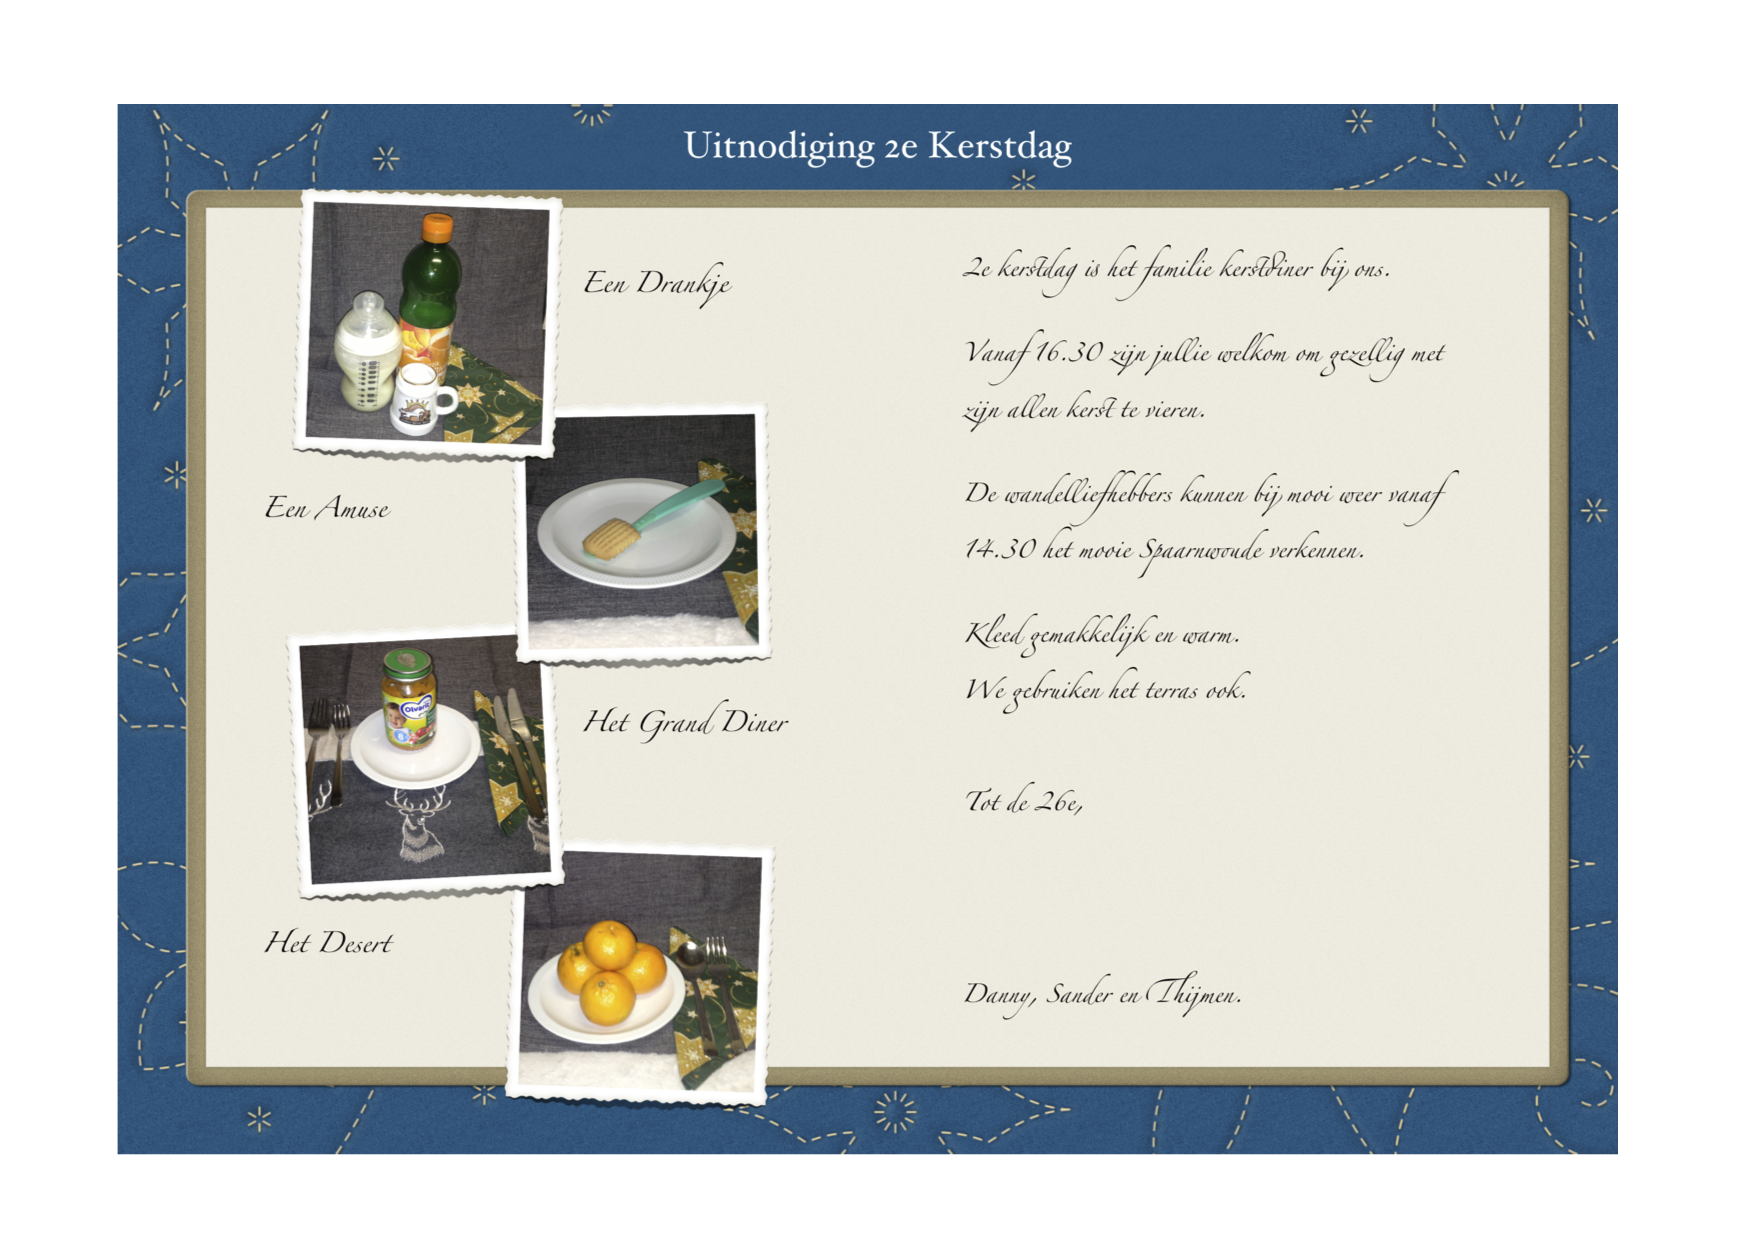 Uitnodiging 2e Kerstdag
Een Drankje
Een Amuse
Olvarit
8
Het Grand Diner
Het Desert
2e kerstdag is het familie kerstdiner bij ons.
Vanaf 16.30 zijn jullie welkom om gezellig met
zijn allen kerst te vieren.
De wandelliefhebbers kunnen bij mooi weer vanaf
14.30 het mooie Spaarnwoude verkennen.
Kleed gemakkelijk en warm.
We gebruiken het terras ook.
Tot de 26e,
Danny, Sander en Thijmen.